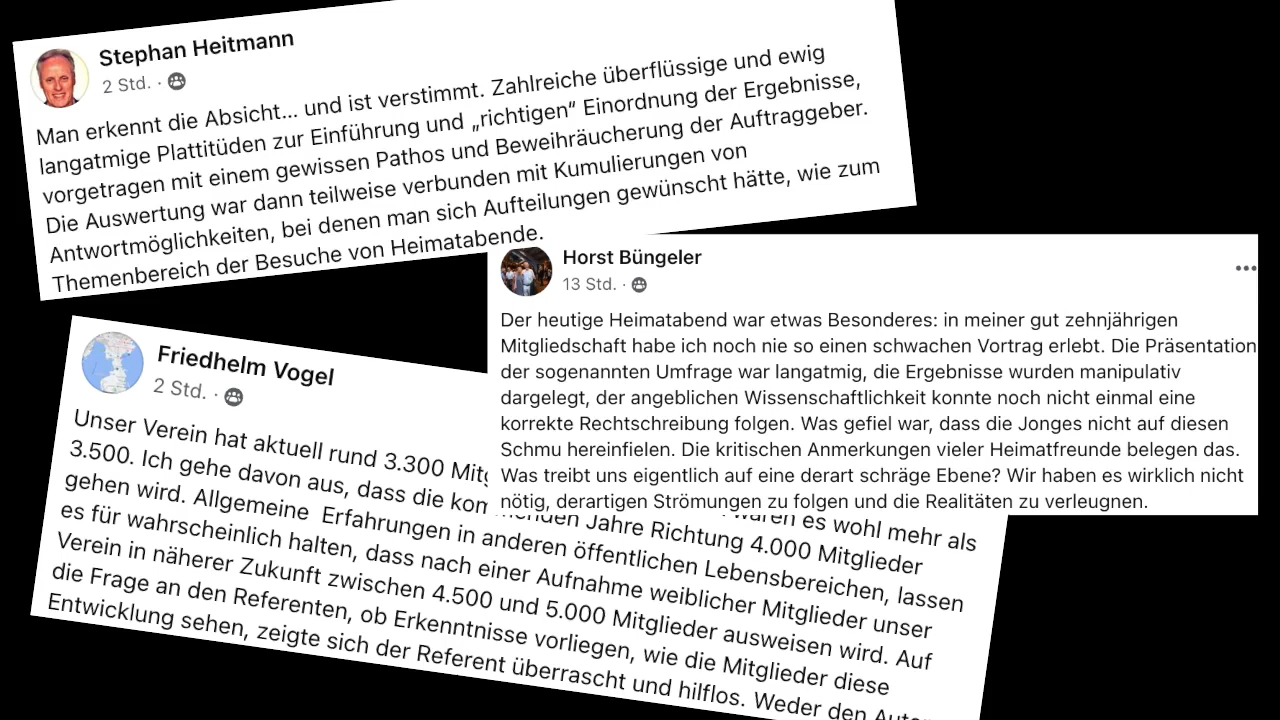 Stephan Heitmann
2 Std. ·
Man erkennt die Absicht... und ist verstimmt. Zahlreiche überflüssige und ewig
langatmige Plattitüden zur Einführung und „richtigen“ Einordnung der Ergebnisse,
vorgetragen mit einem gewissen Pathos und Beweihräucherung der Auftraggeber.
Die Auswertung war dann teilweise verbunden mit Kumulierungen von
Antwortmöglichkeiten, bei denen man sich Aufteilungen gewünscht hätte, wie zum
Themenbereich der Besuche von Heimatabende.
Horst Büngeler
13 Std. ·
Der heutige Heimatabend war etwas Besonderes: in meiner gut zehnjährigen
Mitgliedschaft habe ich noch nie so einen schwachen Vortrag erlebt. Die Präsentation
der sogenannten Umfrage war langatmig, die Ergebnisse wurden manipulativ
dargelegt, der angeblichen Wissenschaftlichkeit konnte noch nicht einmal eine
korrekte Rechtschreibung folgen. Was gefiel war, dass die Jonges nicht auf diesen
Schmu hereinfielen. Die kritischen Anmerkungen vieler Heimatfreunde belegen das.
Was treibt uns eigentlich auf eine derart schräge Ebene? Wir haben es wirklich nicht
nötig, derartigen Strömungen zu folgen und die Realitäten zu verleugnen.
Friedhelm Vogel
2 Std. ·
Unser Verein hat aktuell rund 3.300 waren es wohl mehr als
3.500. Ich gehe davon aus, dass die Jahre Richtung 4.000 Mitglieder
gehen wird. Allgemeine Erfahrungen in anderen öffentlichen Lebensbereichen, lassen
es für wahrscheinlich halten, dass nach einer Aufnahme weiblicher Mitglieder unser
Verein in näherer Zukunft zwischen 4.500 und 5.000 Mitglieder ausweisen wird. Auf
die Frage an den Referenten, ob Erkenntnisse vorliegen, wie die Mitglieder diese
Entwicklung sehen, zeigte sich der Referent überrascht und hilflos. Weder den